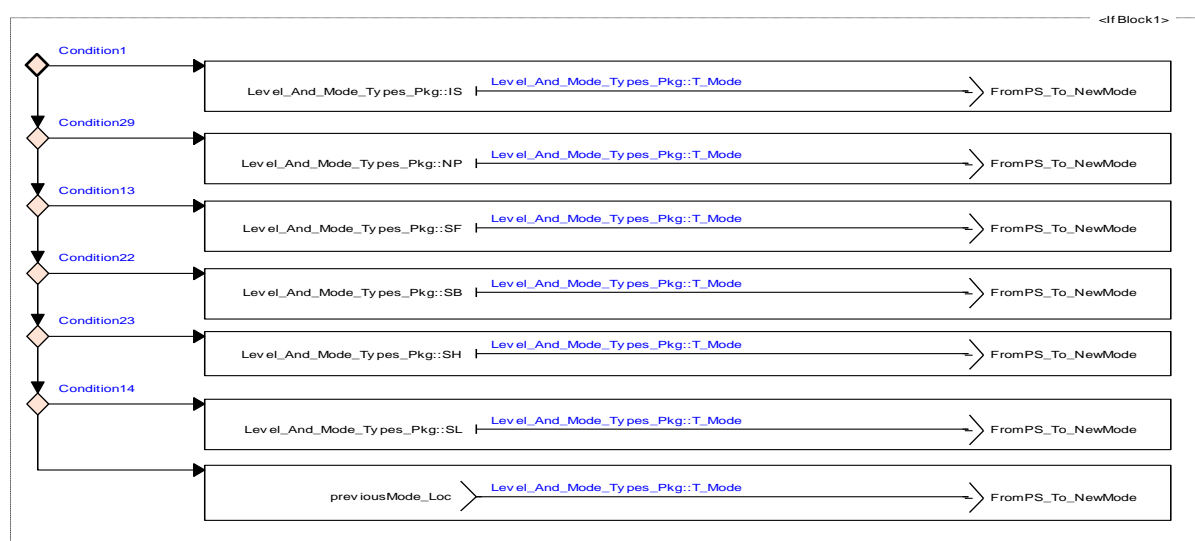 <If Block1>
Condition1
Level_And_Mode_Types_Pkg::T_Mode
Level_And_Mode_Types_Pkg::IS
FromPS_To_NewMode
Condition29
Level_And_Mode_Types_Pkg::T_Mode
Level_And_Mode_Types_Pkg::NP
FromPS_To_NewMode
Condition13
Level_And_Mode_Types_Pkg::T_Mode
Level_And_Mode_Types_Pkg::SF
FromPS_To_NewMode
Condition22
Level_And_Mode_Types_Pkg::T_Mode
Level_And_Mode_Types_Pkg::SB
FromPS_To_NewMode
Condition23
Level_And_Mode_Types_Pkg::T_Mode
Level_And_Mode_Types_Pkg::SH
FromPS_To_NewMode
Condition14
Level_And_Mode_Types_Pkg::T_Mode
Level_And_Mode_Types_Pkg::SL
FromPS_To_NewMode
Level_And_Mode_Types_Pkg::T_Mode
previousMode_Loc
FromPS_To_NewMode